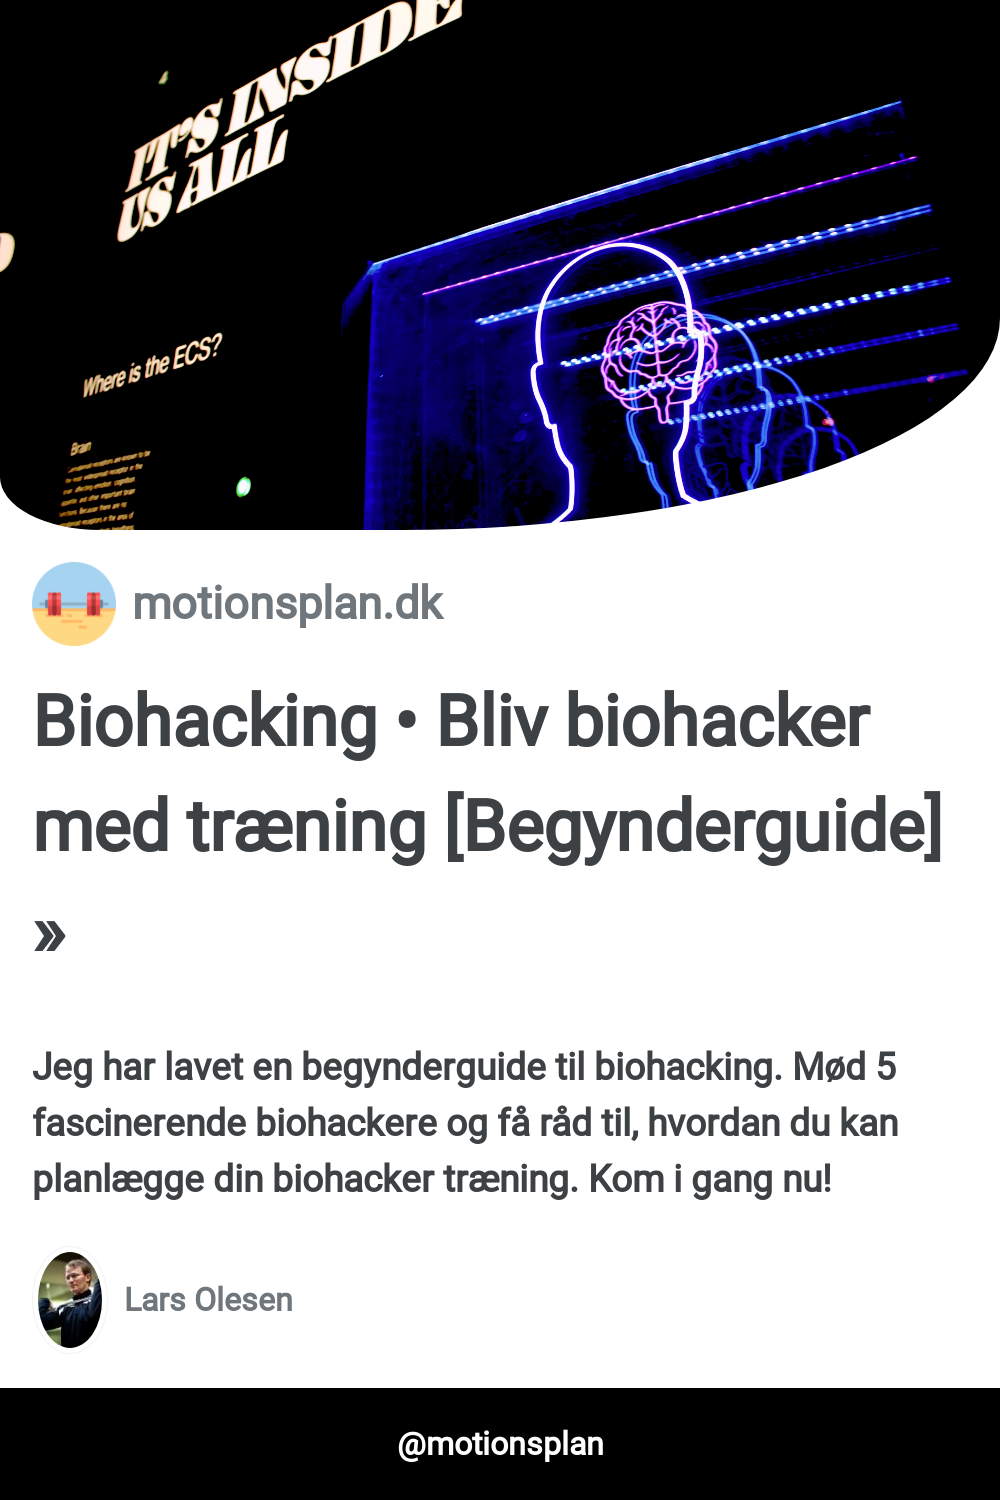 IT'S INSIDE
US ALL
Where is the ECS?
Brain
motionsplan.dk
Biohacking • Bliv biohacker
med træning [Begynderguide]
»
Jeg har lavet en begynderguide til biohacking. Mød 5
fascinerende biohackere og få råd til, hvordan du kan
planlægge din biohacker træning. Kom i gang nu!
Lars Olesen
@motionsplan